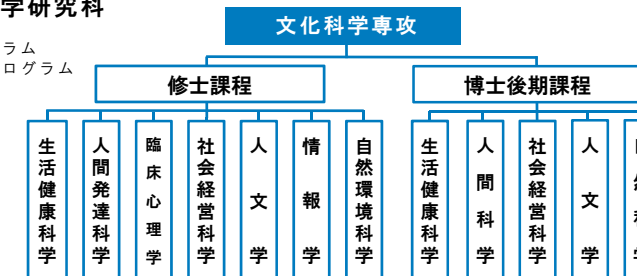 学研究科
ラム
ログラム
文化科学専攻
修士課程
博士後期課程
生活健康科学
人間発達科学
臨床心理学
社会経営科学
人文学
情報学
自然環境科学
生活健康科学
人間科学
社会経営科学
人文学